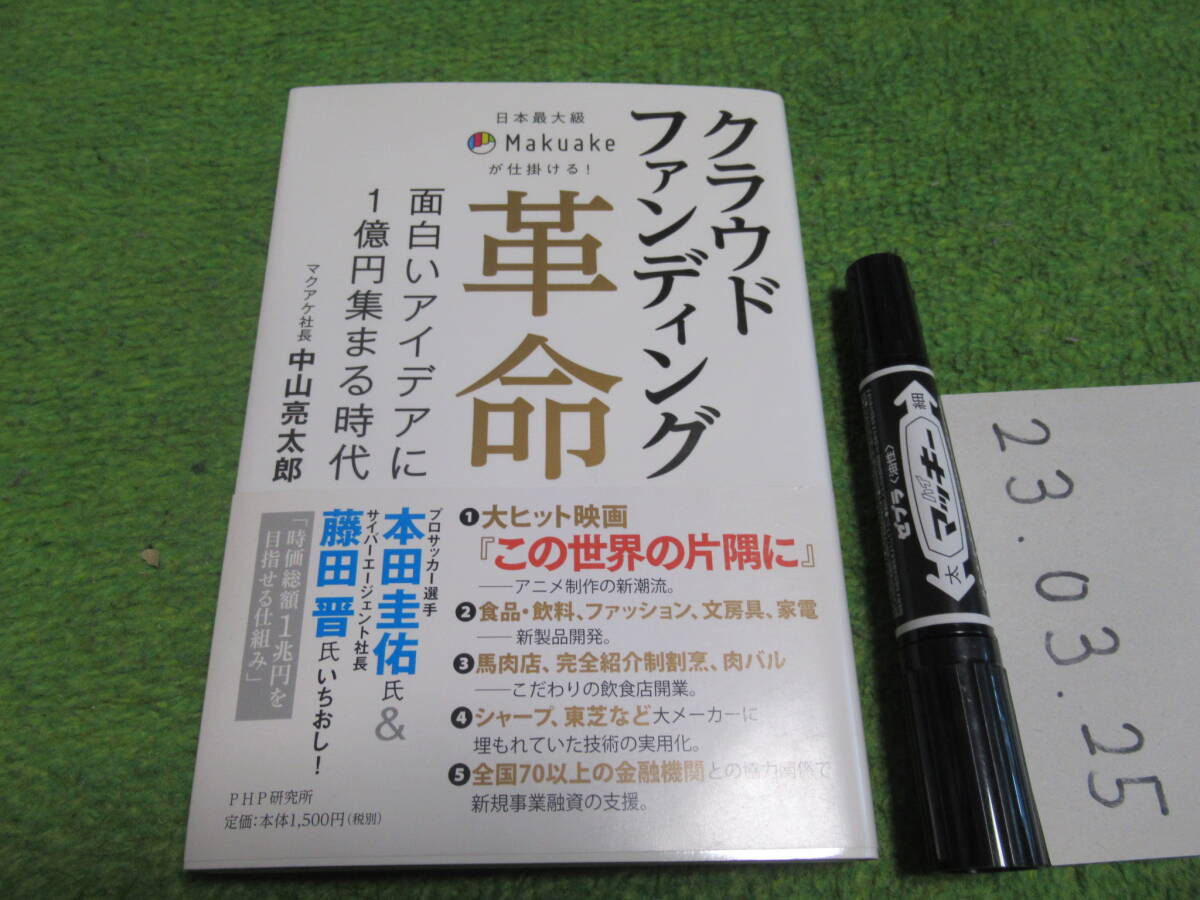 クラウド
ファンディング
日本最大級
Makuake
が仕掛ける!
革命
面白いアイデアに
1億円集まる時代
マクアケ社長 中山亮太郎
❶大ヒット映画
『この世界の片隅に』
──アニメ制作の新潮流。
❷食品・飲料、ファッション、文房具、家電
──新製品開発。
❸馬肉店、完全紹介制割烹、肉バル
──こだわりの飲食店開業。
❹シャープ、東芝など大メーカーに
埋もれていた技術の実用化。
❺全国70以上の金融機関との協力関係で
新規事業融資の支援。
プロサッカー選手
本田圭佑氏&
サイバーエージェント社長
藤田晋氏いちおし!
「時価総額1兆円を
目指せる仕組み」
PHP研究所
定価:本体1,500円(税別)
細
マッキー
〈油性〉
ゼブラ
太
23.03.25